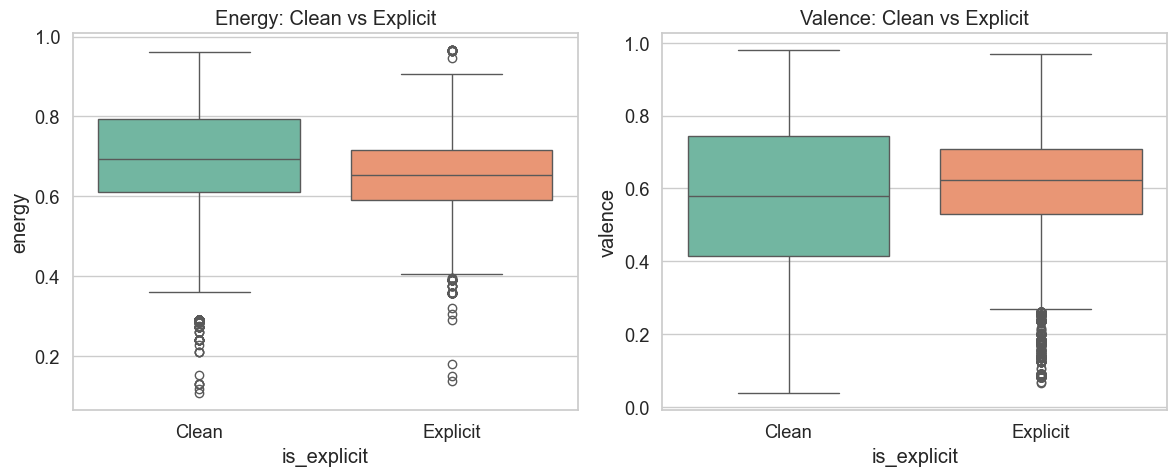 Energy: Clean vs Explicit
1.0
0.8
0.6
0.4
0.2
energy
Clean
Explicit
is_explicit
Valence: Clean vs Explicit
1.0
0.8
0.6
0.4
0.2
0.0
valence
Clean
Explicit
is_explicit